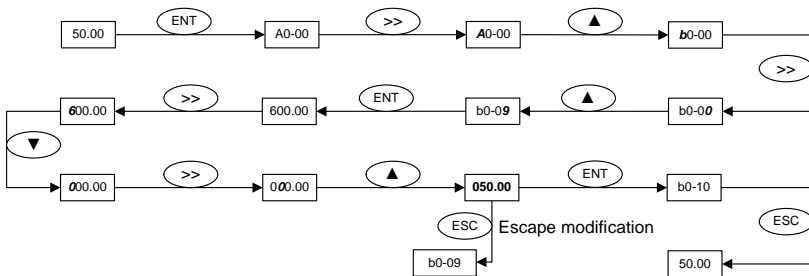 50.00 ENT A0-00 >> A0-00 ▲ b0-00
>>
600.00 >> 600.00 ENT b0-09 ▲ b0-00
▼
000.00 >> 000.00 ▲ 050.00 ENT b0-10
ESC Escape modification ESC
b0-09 50.00